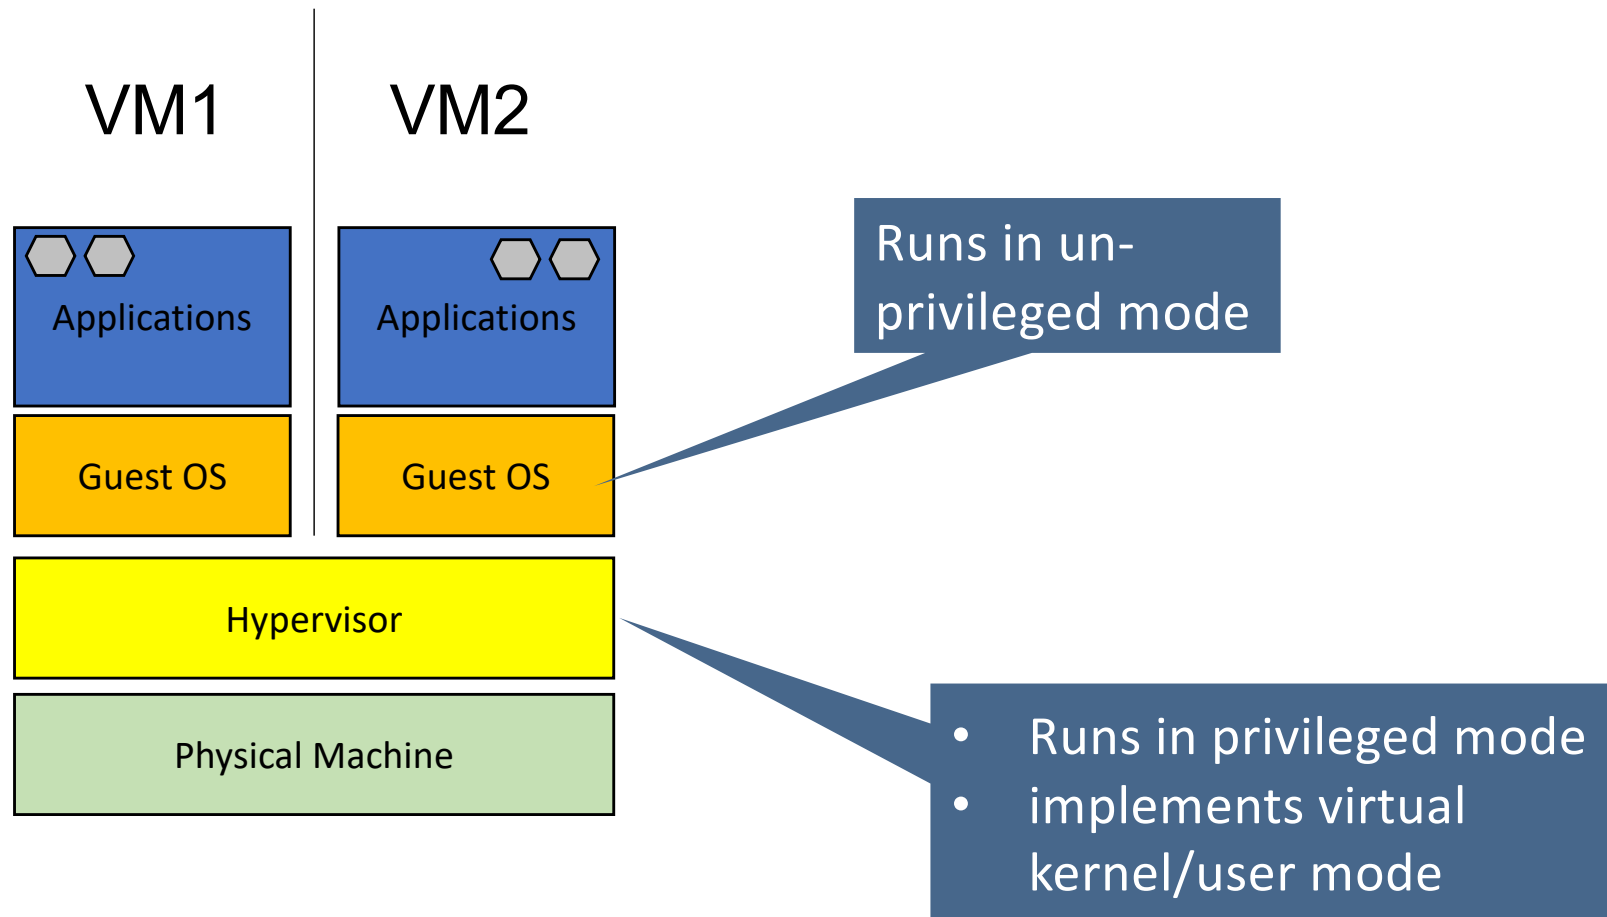 VM1
VM2
Applications
Applications
Runs in un-
privileged mode
Guest OS
Guest OS
Hypervisor
Physical Machine
• Runs in privileged mode
• implements virtual
kernel/user mode